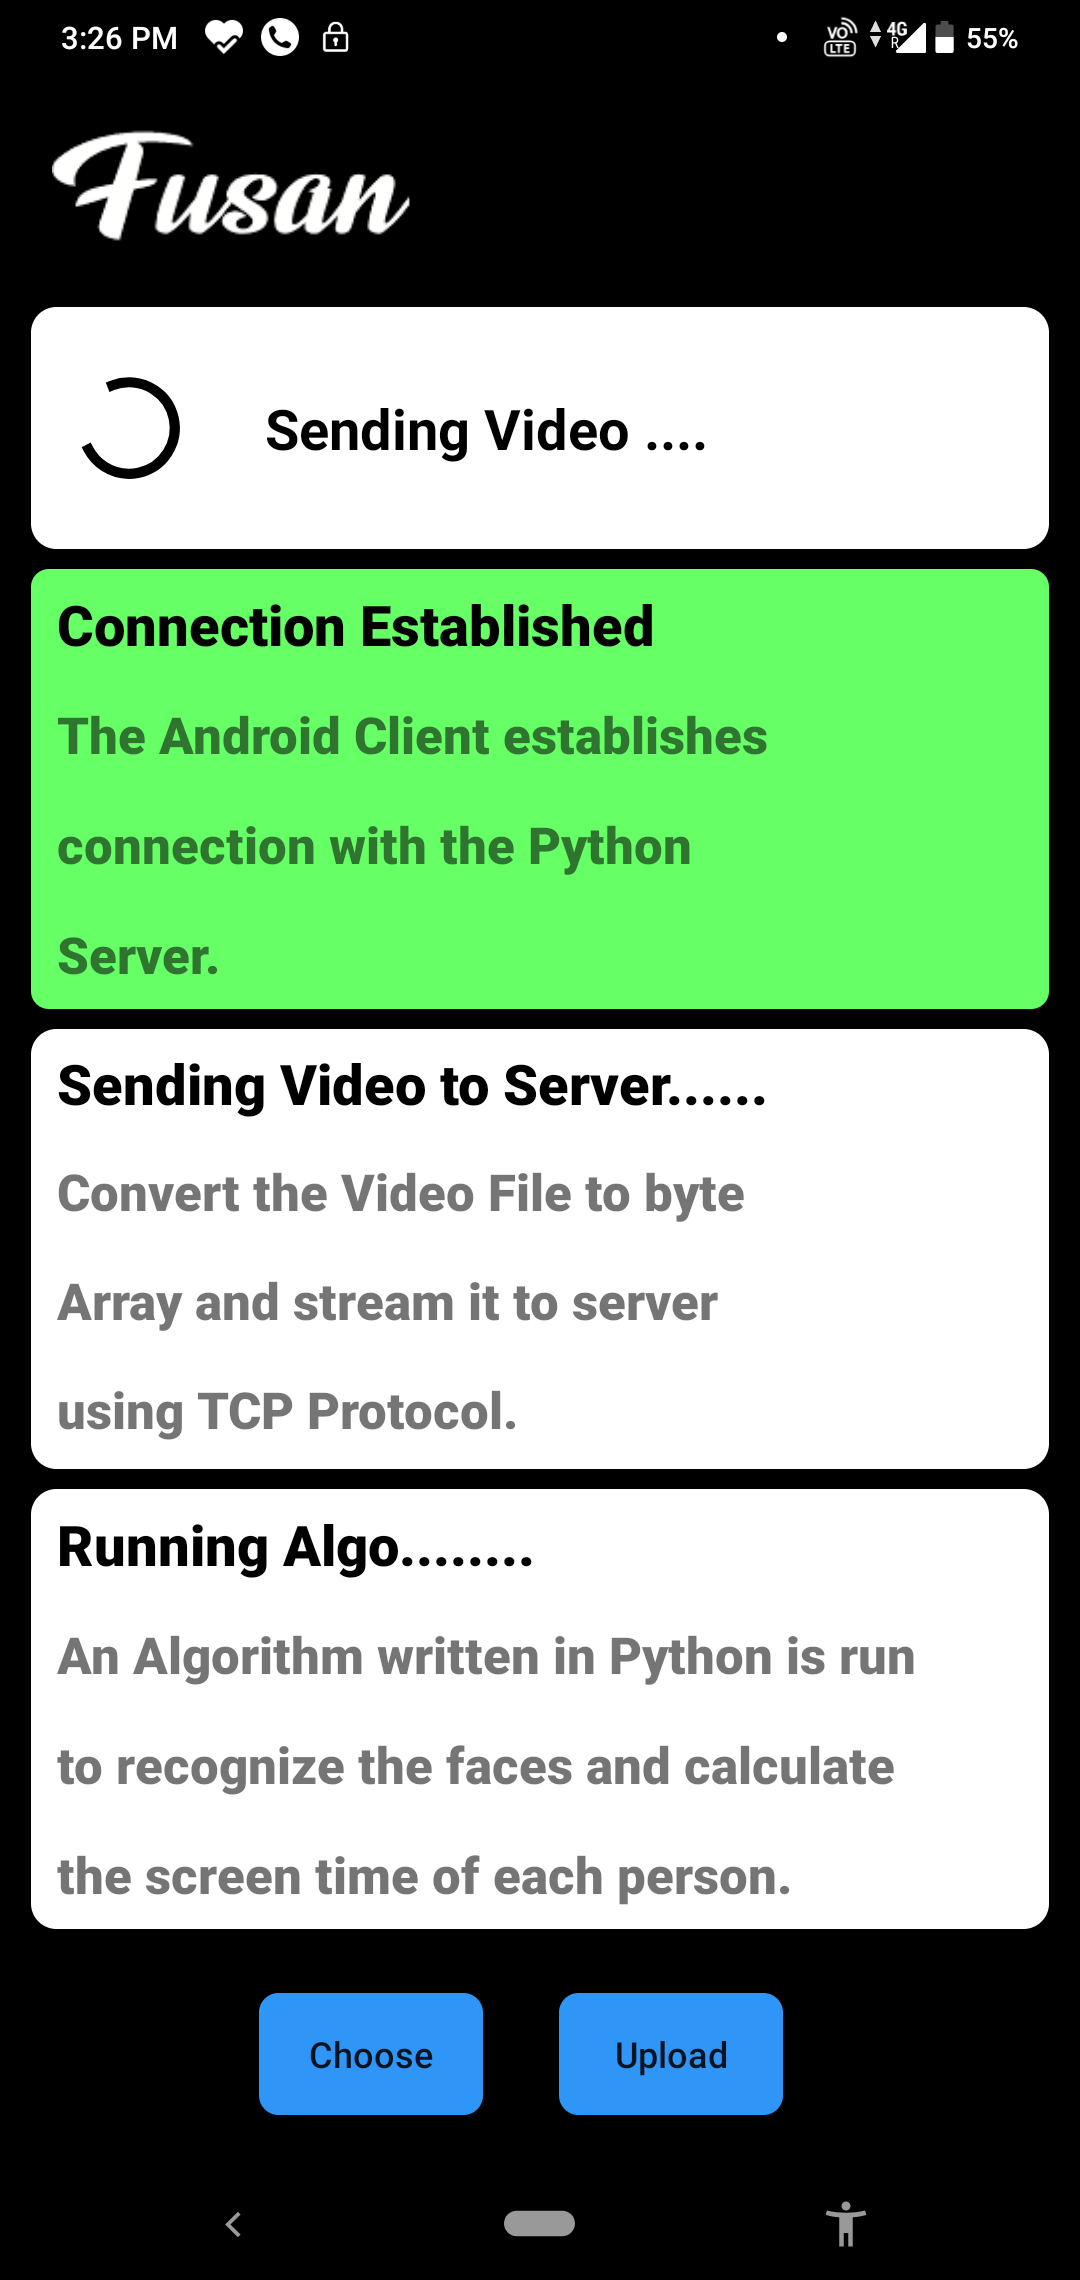 3:26 PM
VO LTE 4G R 55%
Fusan
Sending Video ....
Connection Established
The Android Client establishes
connection with the Python
Server.
Sending Video to Server......
Convert the Video File to byte
Array and stream it to server
using TCP Protocol.
Running Algo........
An Algorithm written in Python is run
to recognize the faces and calculate
the screen time of each person.
Choose Upload